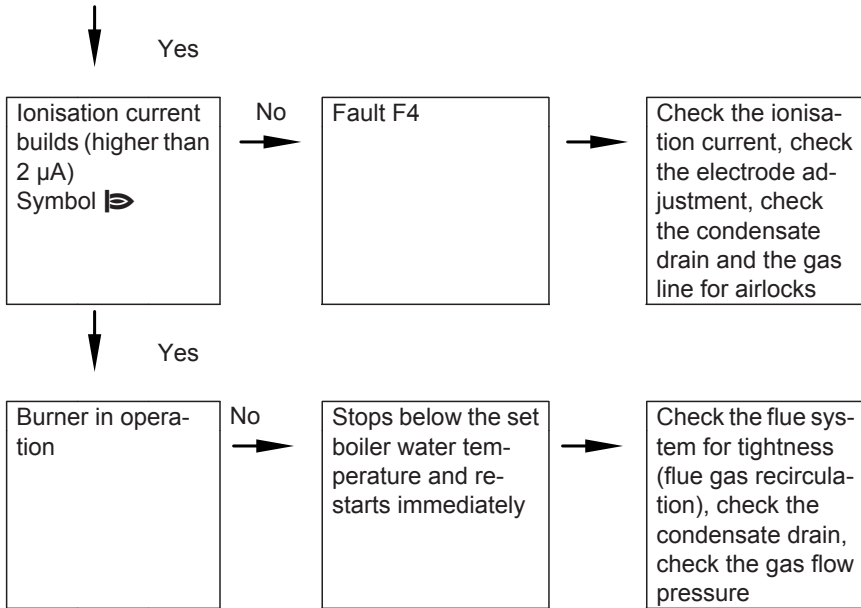 Yes
Ionisation current
builds (higher than
2 µA)
Symbol
No
Fault F4
Check the ionisa-
tion current, check
the electrode ad-
justment, check
the condensate
drain and the gas
line for airlocks
Yes
Burner in opera-
tion
No
Stops below the set
boiler water tem-
perature and re-
starts immediately
Check the flue sys-
tem for tightness
(flue gas recircula-
tion), check the
condensate drain,
check the gas flow
pressure